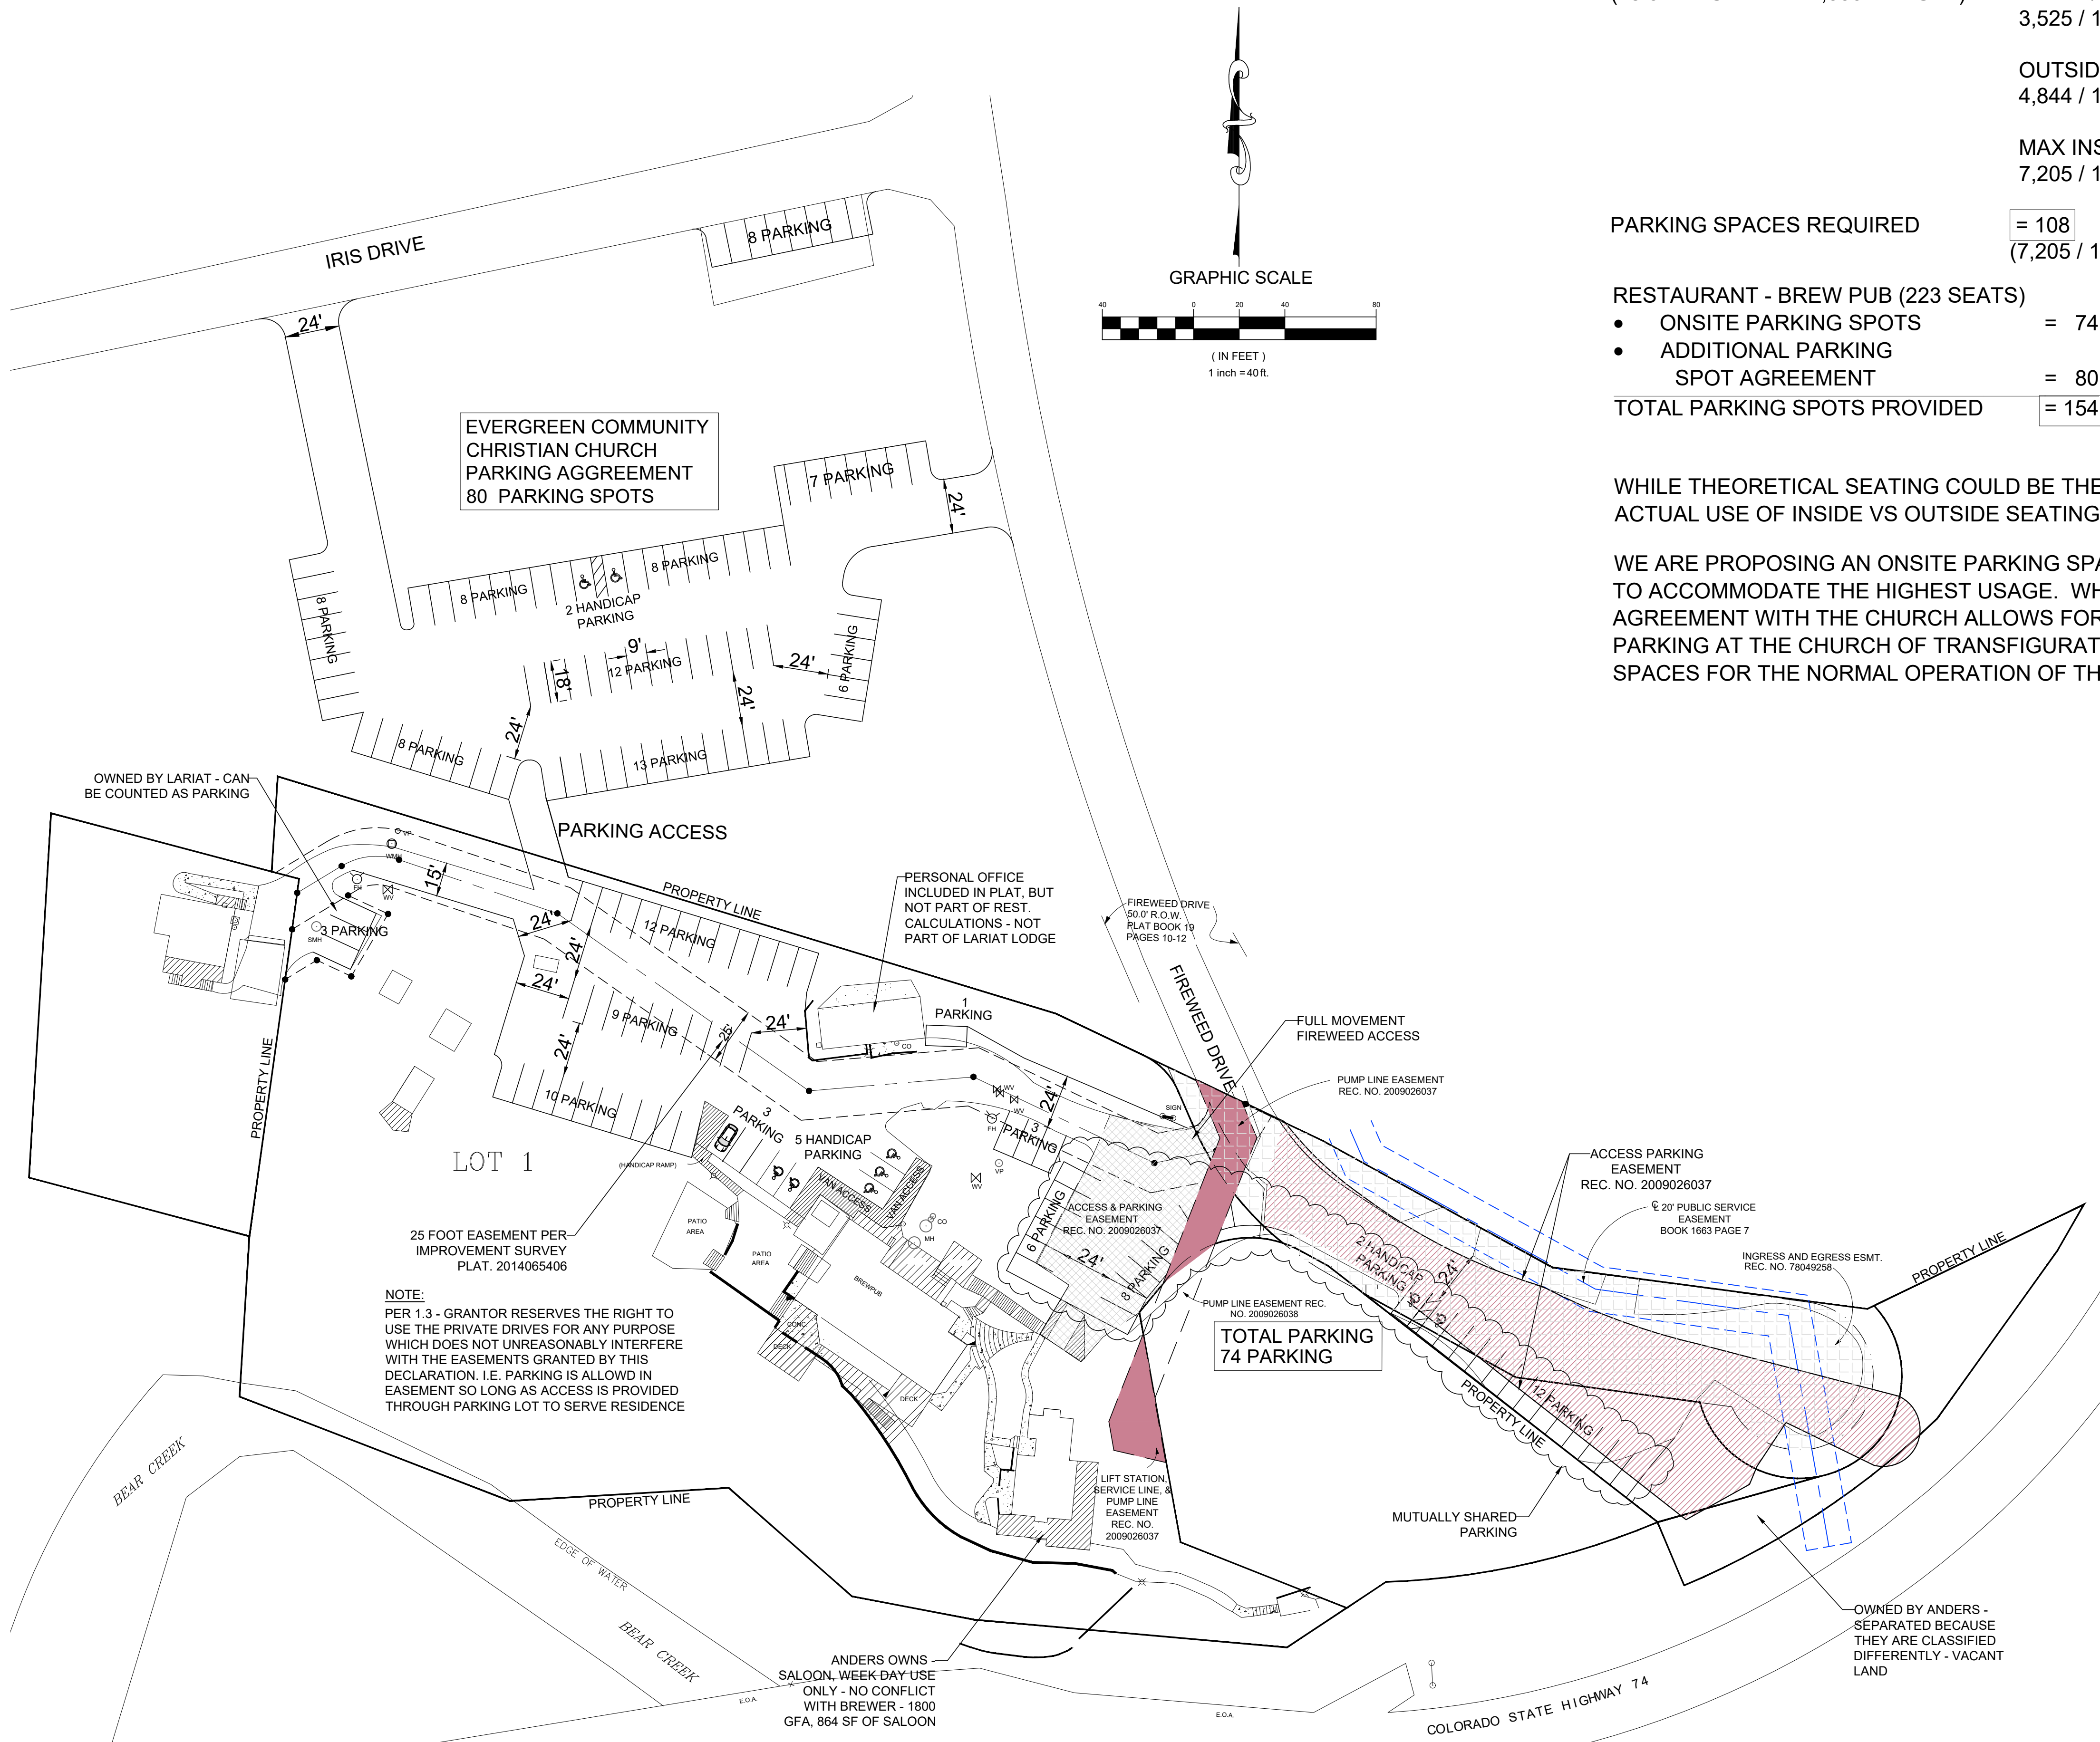 3,525 / 1
OUTSID
4,844 / 1
MAX INS
7,205 / 1
PARKING SPACES REQUIRED = 108
(7,205 / 1
RESTAURANT - BREW PUB (223 SEATS)
• ONSITE PARKING SPOTS = 74
• ADDITIONAL PARKING
SPOT AGREEMENT = 80
TOTAL PARKING SPOTS PROVIDED = 154
WHILE THEORETICAL SEATING COULD BE THE
ACTUAL USE OF INSIDE VS OUTSIDE SEATING
WE ARE PROPOSING AN ONSITE PARKING SPA
TO ACCOMMODATE THE HIGHEST USAGE. WH
AGREEMENT WITH THE CHURCH ALLOWS FOR
PARKING AT THE CHURCH OF TRANSFIGURAT
SPACES FOR THE NORMAL OPERATION OF TH
GRAPHIC SCALE
40 0 20 40 80
( IN FEET )
1 inch = 40 ft.
IRIS DRIVE
8 PARKING
24'
EVERGREEN COMMUNITY
CHRISTIAN CHURCH
PARKING AGGREEMENT
80 PARKING SPOTS
7 PARKING
24'
8 PARKING
8 PARKING
2 HANDICAP
PARKING
8 PARKING
9'
12 PARKING
18'
24'
6 PARKING
24'
24'
8 PARKING
13 PARKING
OWNED BY LARIAT - CAN
BE COUNTED AS PARKING
PARKING ACCESS
VP
WMH
FH
WV
15'
SMH
3 PARKING
PROPERTY LINE
24'
24'
24'
12 PARKING
9 PARKING
24'
10 PARKING
25'
24'
PERSONAL OFFICE
INCLUDED IN PLAT, BUT
NOT PART OF REST.
CALCULATIONS - NOT
PART OF LARIAT LODGE
1
PARKING
CO
FIREWEED DRIVE
50.0' R.O.W.
PLAT BOOK 19
PAGES 10-12
FIREWEED DRIVE
FULL MOVEMENT
FIREWEED ACCESS
PUMP LINE EASEMENT
REC. NO. 2009026037
SIGN
WV
WV
FH
24'
3
PARKING
VP
WV
PROPERTY LINE
LOT 1
3
PARKING
5 HANDICAP
PARKING
(HANDICAP RAMP)
VAN ACCESS
VAN ACCESS
PATIO
AREA
PATIO
AREA
CO
MH
BREWPUB
CONC.
DECK
DECK
6 PARKING
ACCESS & PARKING
EASEMENT
REC. NO. 2009026037
24'
8 PARKING
ACCESS PARKING
EASEMENT
REC. NO. 2009026037
℄ 20' PUBLIC SERVICE
EASEMENT
BOOK 1663 PAGE 7
INGRESS AND EGRESS ESMT.
REC. NO. 78049258
PROPERTY LINE
2 HANDICAP
PARKING
24'
12 PARKING
PROPERTY LINE
25 FOOT EASEMENT PER
IMPROVEMENT SURVEY
PLAT. 2014065406
NOTE:
PER 1.3 - GRANTOR RESERVES THE RIGHT TO
USE THE PRIVATE DRIVES FOR ANY PURPOSE
WHICH DOES NOT UNREASONABLY INTERFERE
WITH THE EASEMENTS GRANTED BY THIS
DECLARATION. I.E. PARKING IS ALLOWD IN
EASEMENT SO LONG AS ACCESS IS PROVIDED
THROUGH PARKING LOT TO SERVE RESIDENCE
PUMP LINE EASEMENT REC.
NO. 2009026038
TOTAL PARKING
74 PARKING
LIFT STATION,
SERVICE LINE, &
PUMP LINE
EASEMENT
REC. NO.
2009026037
MUTUALLY SHARED
PARKING
BEAR CREEK
PROPERTY LINE
EDGE OF WATER
BEAR CREEK
ANDERS OWNS -
SALOON, WEEK DAY USE
ONLY - NO CONFLICT
WITH BREWER - 1800
GFA, 864 SF OF SALOON
E.O.A.
E.O.A.
OWNED BY ANDERS -
SEPARATED BECAUSE
THEY ARE CLASSIFIED
DIFFERENTLY - VACANT
LAND
COLORADO STATE HIGHWAY 74